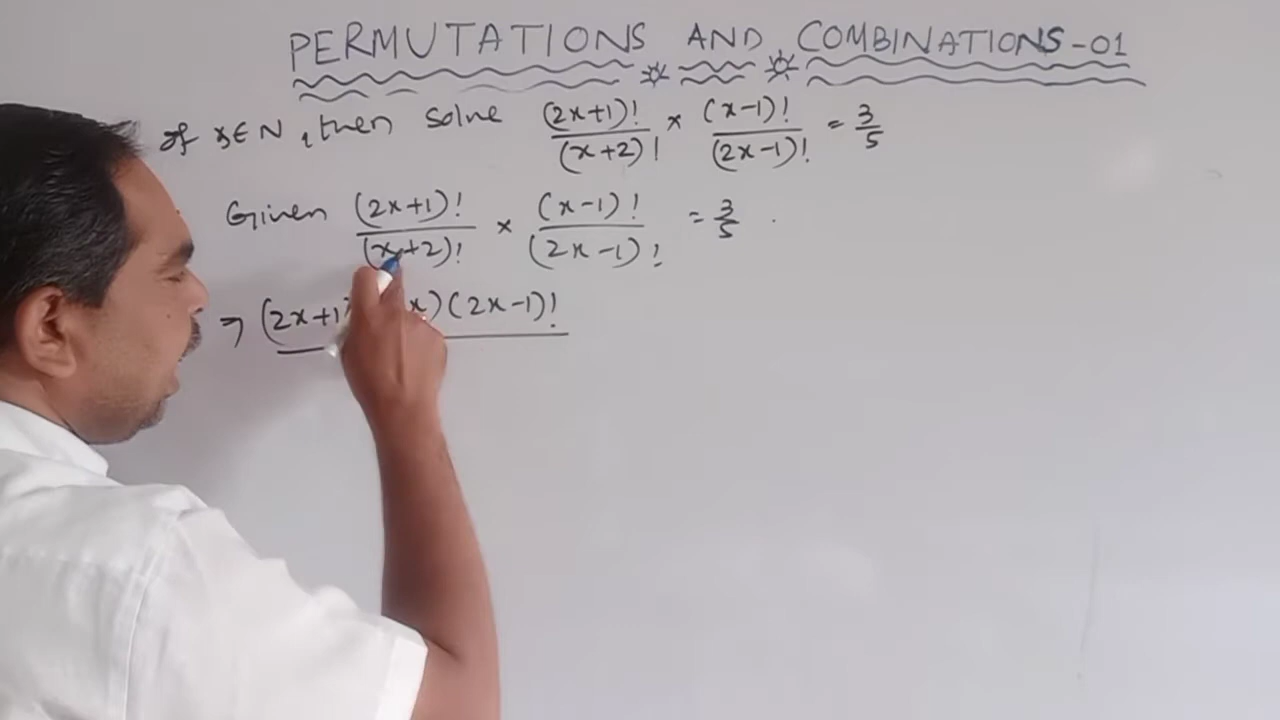 PERMUTATIONS AND COMBINATIONS-01
If x∈N, then solve (2x+1)!/(x+2)! × (x-1)!/(2x-1)! = 3/5
Given (2x+1)!/(x+2)! × (x-1)!/(2x-1)! = 3/5
⇒ (2x+1 x)(2x-1)!